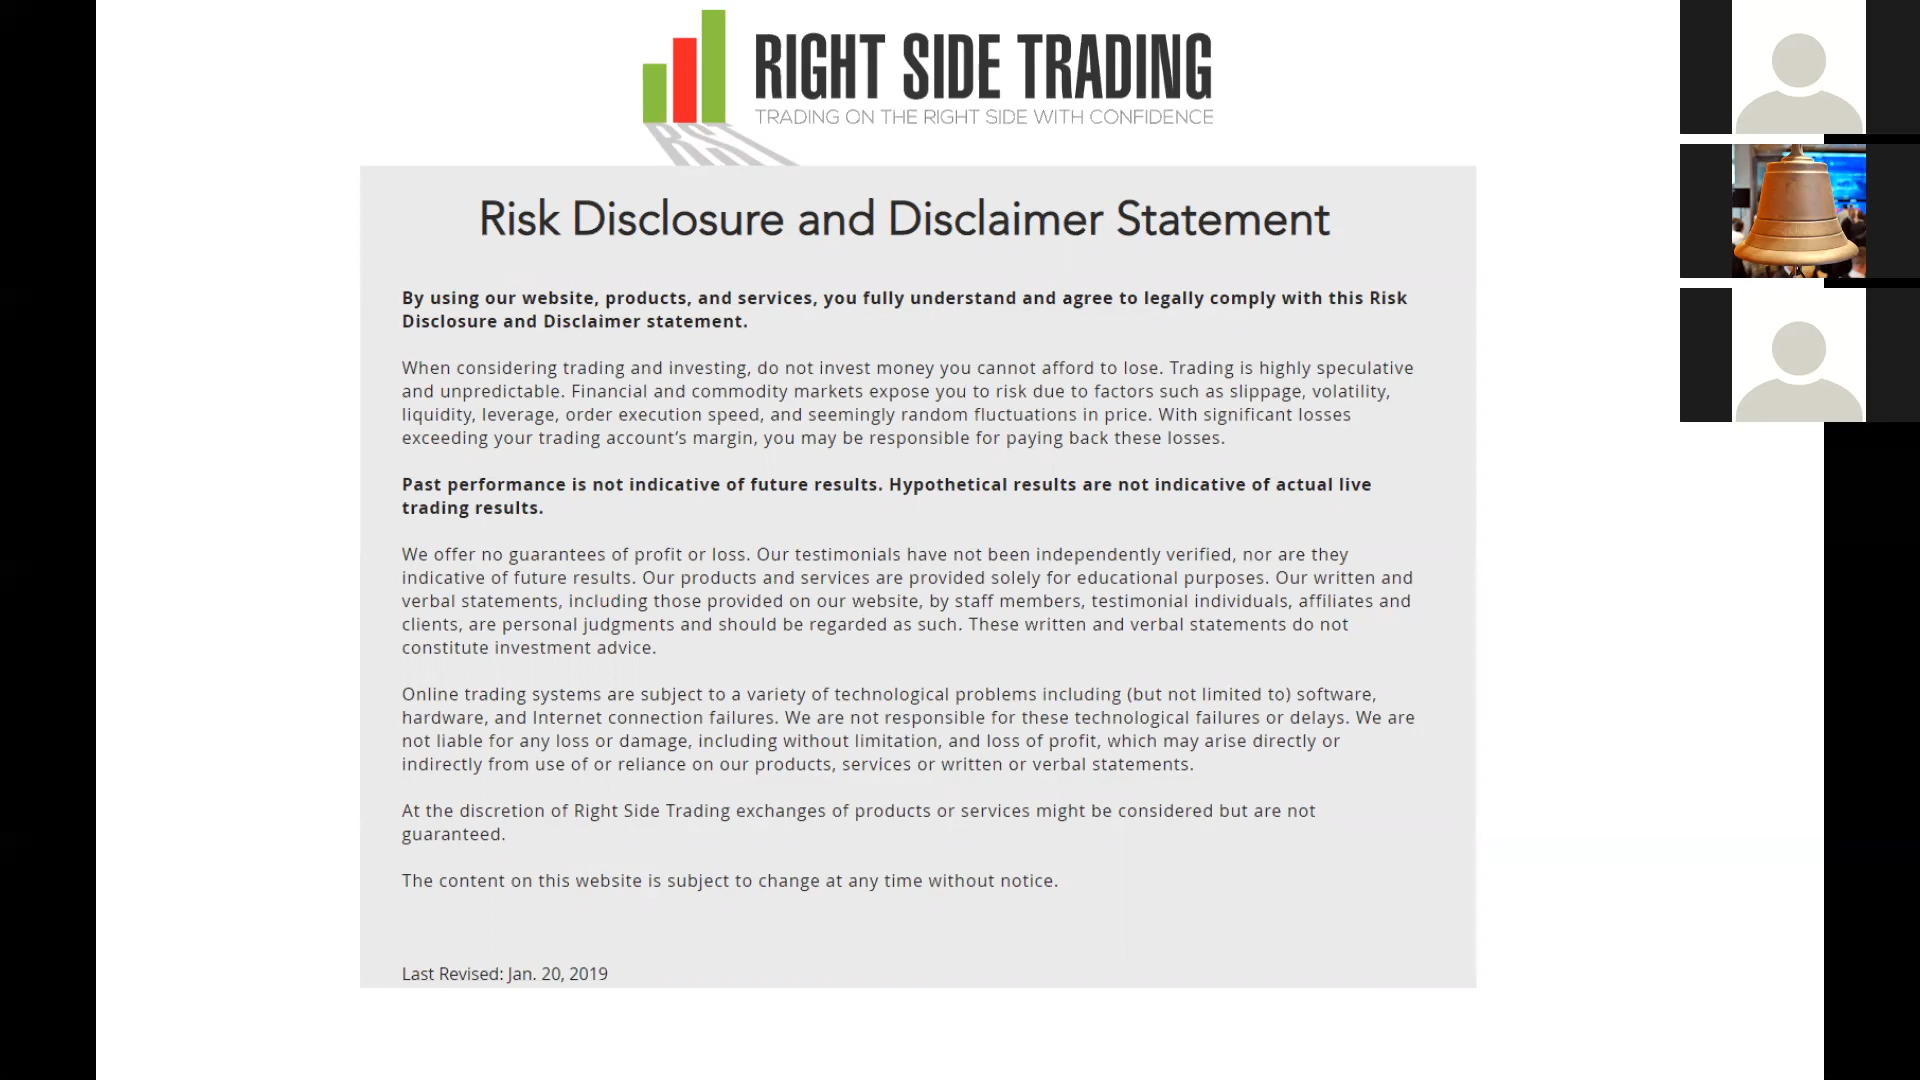 RIGHT SIDE TRADING
TRADING ON THE RIGHT SIDE WITH CONFIDENCE
RST
Risk Disclosure and Disclaimer Statement
By using our website, products, and services, you fully understand and agree to legally comply with this Risk
Disclosure and Disclaimer statement.
When considering trading and investing, do not invest money you cannot afford to lose. Trading is highly speculative
and unpredictable. Financial and commodity markets expose you to risk due to factors such as slippage, volatility,
liquidity, leverage, order execution speed, and seemingly random fluctuations in price. With significant losses
exceeding your trading account's margin, you may be responsible for paying back these losses.
Past performance is not indicative of future results. Hypothetical results are not indicative of actual live
trading results.
We offer no guarantees of profit or loss. Our testimonials have not been independently verified, nor are they
indicative of future results. Our products and services are provided solely for educational purposes. Our written and
verbal statements, including those provided on our website, by staff members, testimonial individuals, affiliates and
clients, are personal judgments and should be regarded as such. These written and verbal statements do not
constitute investment advice.
Online trading systems are subject to a variety of technological problems including (but not limited to) software,
hardware, and Internet connection failures. We are not responsible for these technological failures or delays. We are
not liable for any loss or damage, including without limitation, and loss of profit, which may arise directly or
indirectly from use of or reliance on our products, services or written or verbal statements.
At the discretion of Right Side Trading exchanges of products or services might be considered but are not
guaranteed.
The content on this website is subject to change at any time without notice.
Last Revised: Jan. 20, 2019